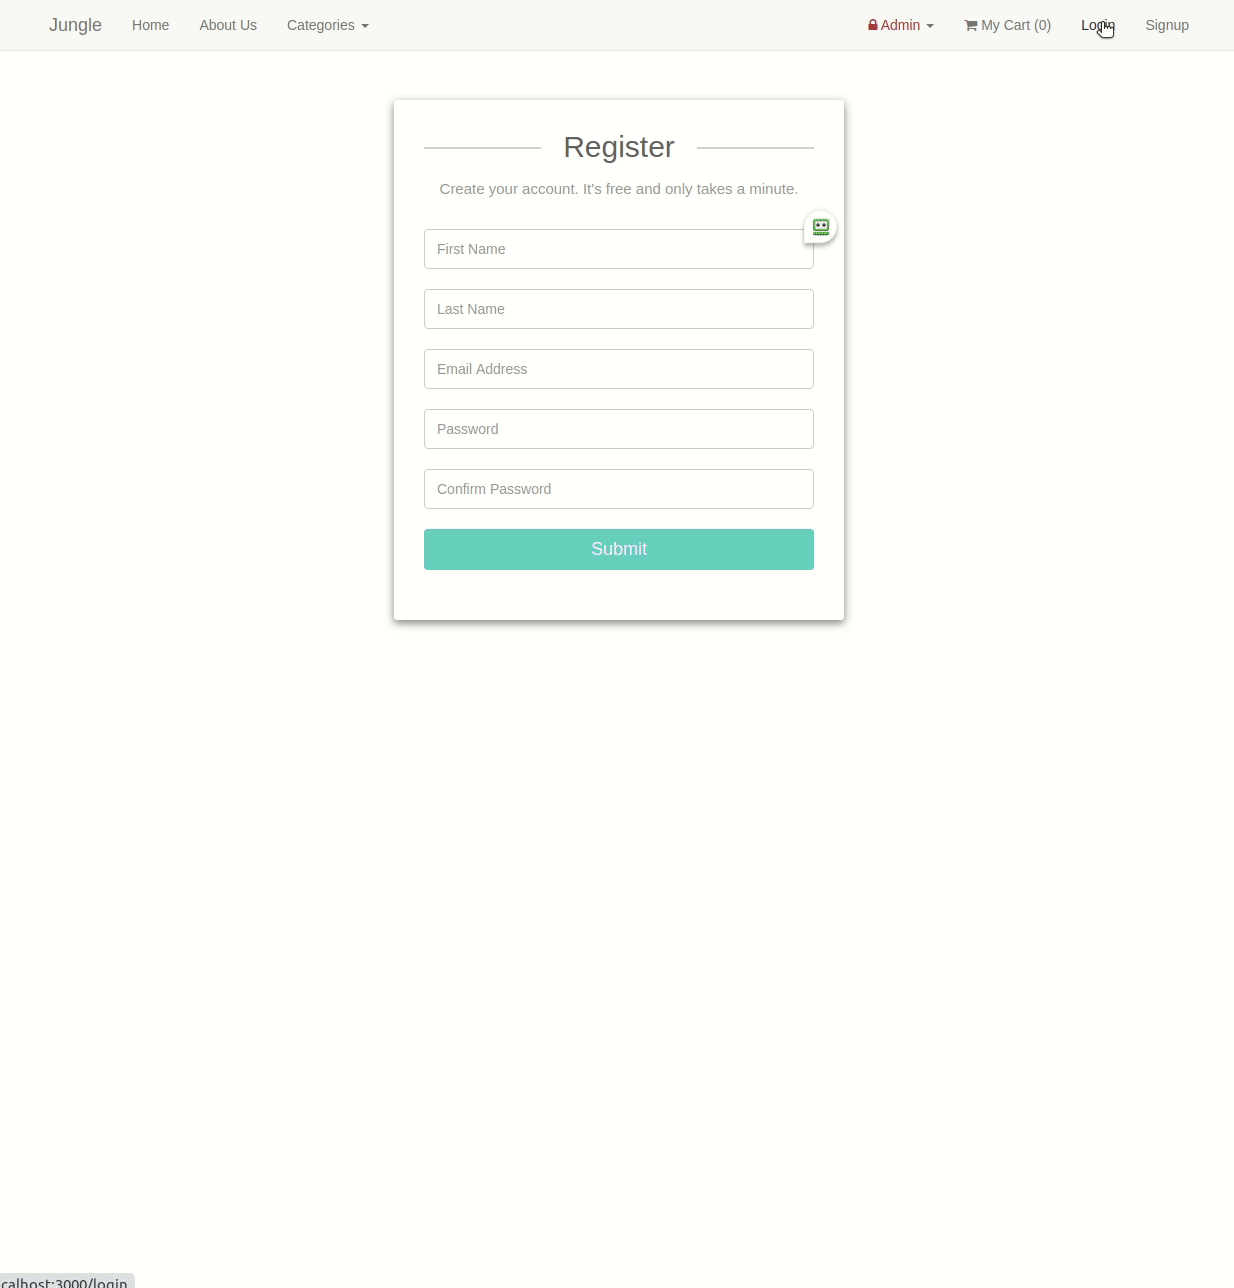 Jungle Home About Us Categories Admin My Cart (0) Login Signup
Register
Create your account. It's free and only takes a minute.
First Name
Last Name
Email Address
Password
Confirm Password
Submit
calhost:3000/login